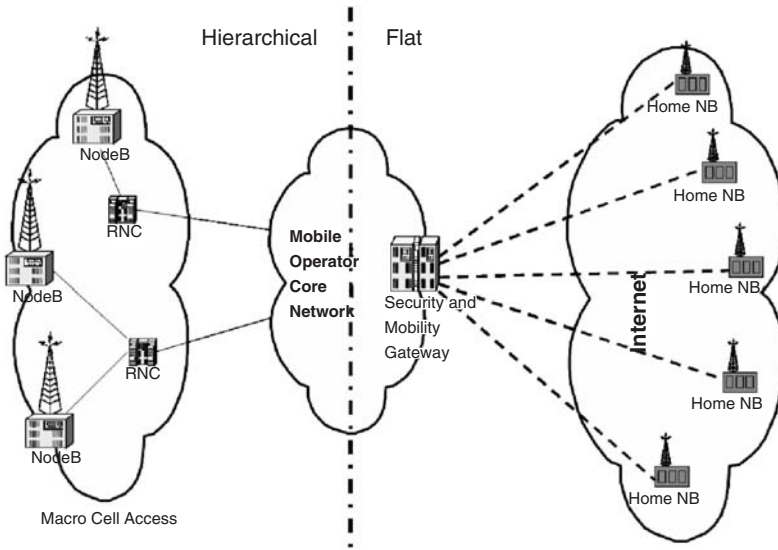 Hierarchical
Flat
NodeB
RNC
NodeB
RNC
NodeB
Macro Cell Access
Mobile
Operator
Core
Network
Security and
Mobility
Gateway
Internet
Home NB
Home NB
Home NB
Home NB
Home NB